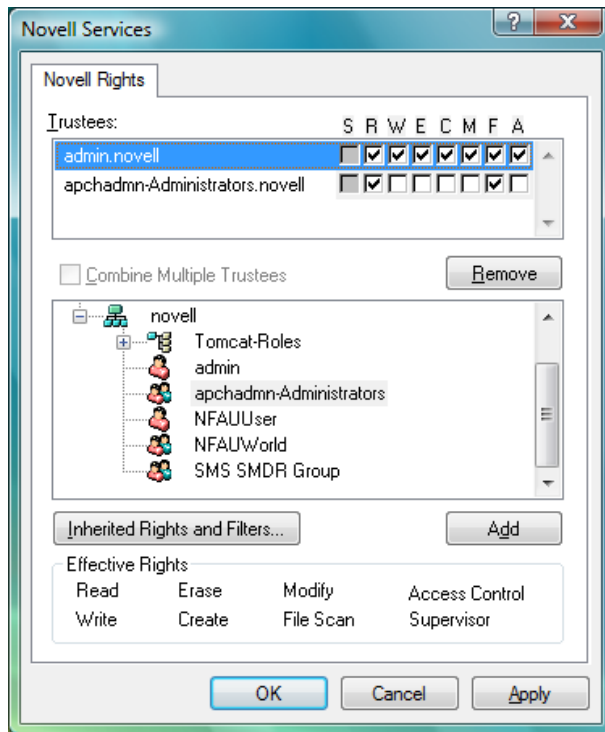 Novell Services
Novell Rights
Trustees: S R W E C M F A
admin.novell
apchadmn-Administrators.novell
Combine Multiple Trustees Remove
novell
Tomcat-Roles
admin
apchadmn-Administrators
NFAUUser
NFAUWorld
SMS SMDR Group
Inherited Rights and Filters... Add
Effective Rights
Read Erase Modify Access Control
Write Create File Scan Supervisor
OK Cancel Apply